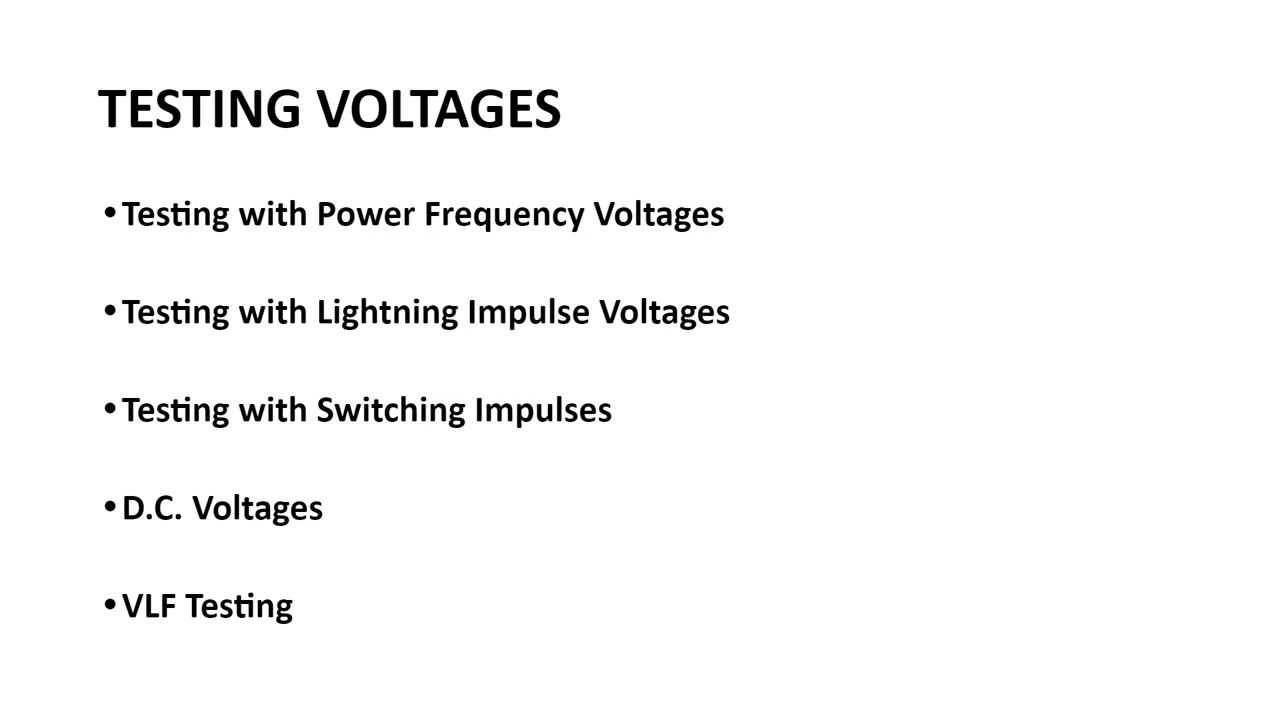 TESTING VOLTAGES
•Testing with Power Frequency Voltages
•Testing with Lightning Impulse Voltages
•Testing with Switching Impulses
•D.C. Voltages
•VLF Testing